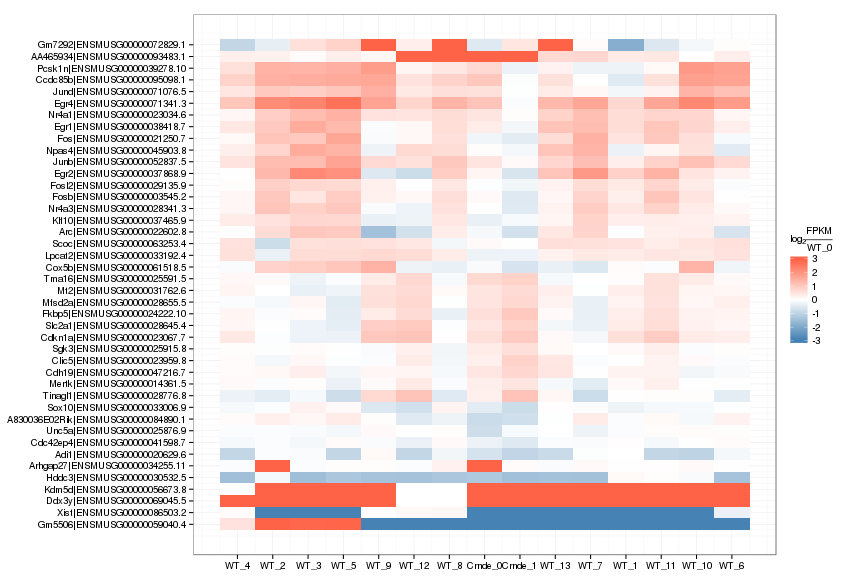 Gm7292|ENSMUSG00000072829.1
AA465934|ENSMUSG00000093483.1
Pcsk1n|ENSMUSG00000039278.10
Ccdc85b|ENSMUSG00000095098.1
Jund|ENSMUSG00000071076.5
Egr4|ENSMUSG00000071341.3
Nr4a1|ENSMUSG00000023034.6
Egr1|ENSMUSG00000038418.7
Fos|ENSMUSG00000021250.7
Npas4|ENSMUSG00000045903.8
Junb|ENSMUSG00000052837.5
Egr2|ENSMUSG00000037868.9
Fosl2|ENSMUSG00000029135.9
Fosb|ENSMUSG00000003545.2
Nr4a3|ENSMUSG00000028341.3
Klf10|ENSMUSG00000037465.9
Arc|ENSMUSG00000022602.8
Scoc|ENSMUSG00000063253.4
Lpcat2|ENSMUSG00000033192.4
Cox5b|ENSMUSG00000061518.5
Tma16|ENSMUSG00000025591.5
Mt2|ENSMUSG00000031762.6
Mfsd2a|ENSMUSG00000028655.5
Fkbp5|ENSMUSG00000024222.10
Slc2a1|ENSMUSG00000028645.4
Cdkn1a|ENSMUSG00000023067.7
Sgk3|ENSMUSG00000025915.8
Clic5|ENSMUSG00000023959.8
Cdh19|ENSMUSG00000047216.7
Mertk|ENSMUSG00000014361.5
Tinagl1|ENSMUSG00000028776.8
Sox10|ENSMUSG00000033006.9
A830036E02Rik|ENSMUSG00000084890.1
Unc5a|ENSMUSG00000025876.9
Cdc42ep4|ENSMUSG00000041598.7
Adi1|ENSMUSG00000020629.6
Arhgap27|ENSMUSG00000034255.11
Hddc3|ENSMUSG00000030532.5
Kdm5d|ENSMUSG00000056673.8
Ddx3y|ENSMUSG00000069045.5
Xist|ENSMUSG00000086503.2
Gm5506|ENSMUSG00000059040.4
WT_4 WT_2 WT_3 WT_5 WT_9 WT_12 WT_8 Cmde_0 Cmde_1 WT_13 WT_7 WT_1 WT_11 WT_10 WT_6
log2 FPKM
WT_0
3
2
1
0
-1
-2
-3